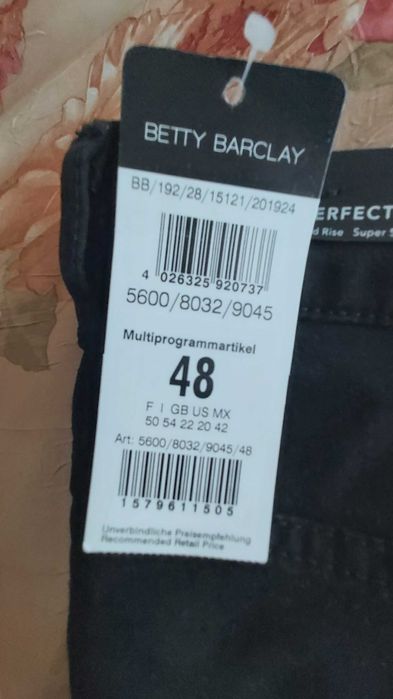 BETTY BARCLAY
BB/192/28/15121/201924
4 026325 920737
5600/8032/9045
Multiprogrammartikel
48
F I GB US MX
50 54 22 20 42
Art: 5600/8032/9045/48
1579611505
Unverbindliche Preisempfehlung
Recommended Retail Price
ERFECT
d Rise Super S